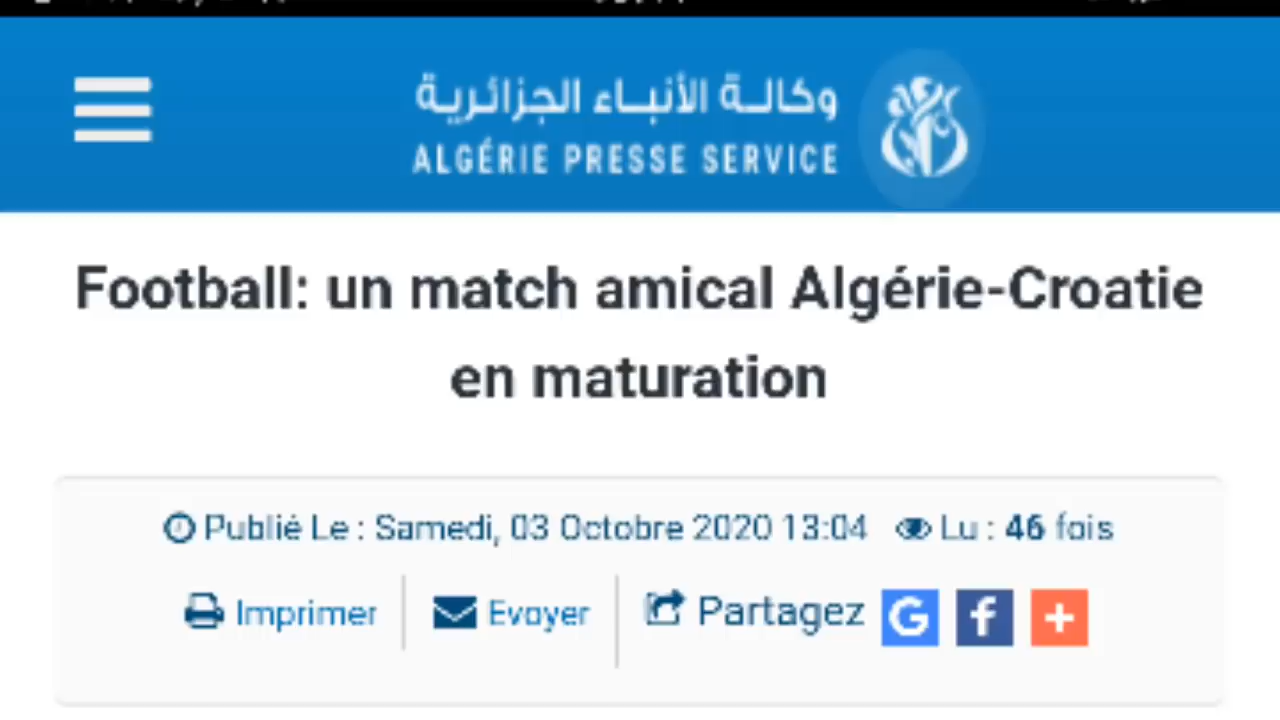 وكالة الأنباء الجزائرية
ALGÉRIE PRESSE SERVICE
Football: un match amical Algérie-Croatie
en maturation
Publié Le : Samedi, 03 Octobre 2020 13:04 Lu : 46 fois
Imprimer Evoyer Partagez G f +